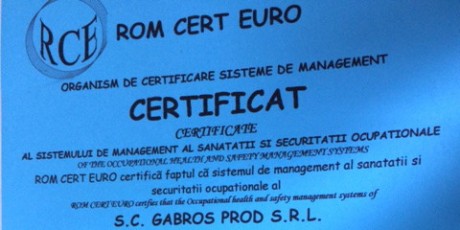 RCE
ROM CERT EURO
ORGANISM DE CERTIFICARE SISTEME DE MANAGEMENT
CERTIFICAT
CERTIFICATE
AL SISTEMULUI DE MANAGEMENT AL SANATATII SI SECURITATII OCUPATIONALE
OF THE OCCUPATIONAL HEALTH AND SAFETY MANAGEMENT SYSTEMS
ROM CERT EURO certifică faptul că sistemul de management al sanatatii si
securitatii ocupationale al
ROM CERT EURO certifies that the Occupational health and safety management systems of
S.C. GABROS PROD S.R.L.